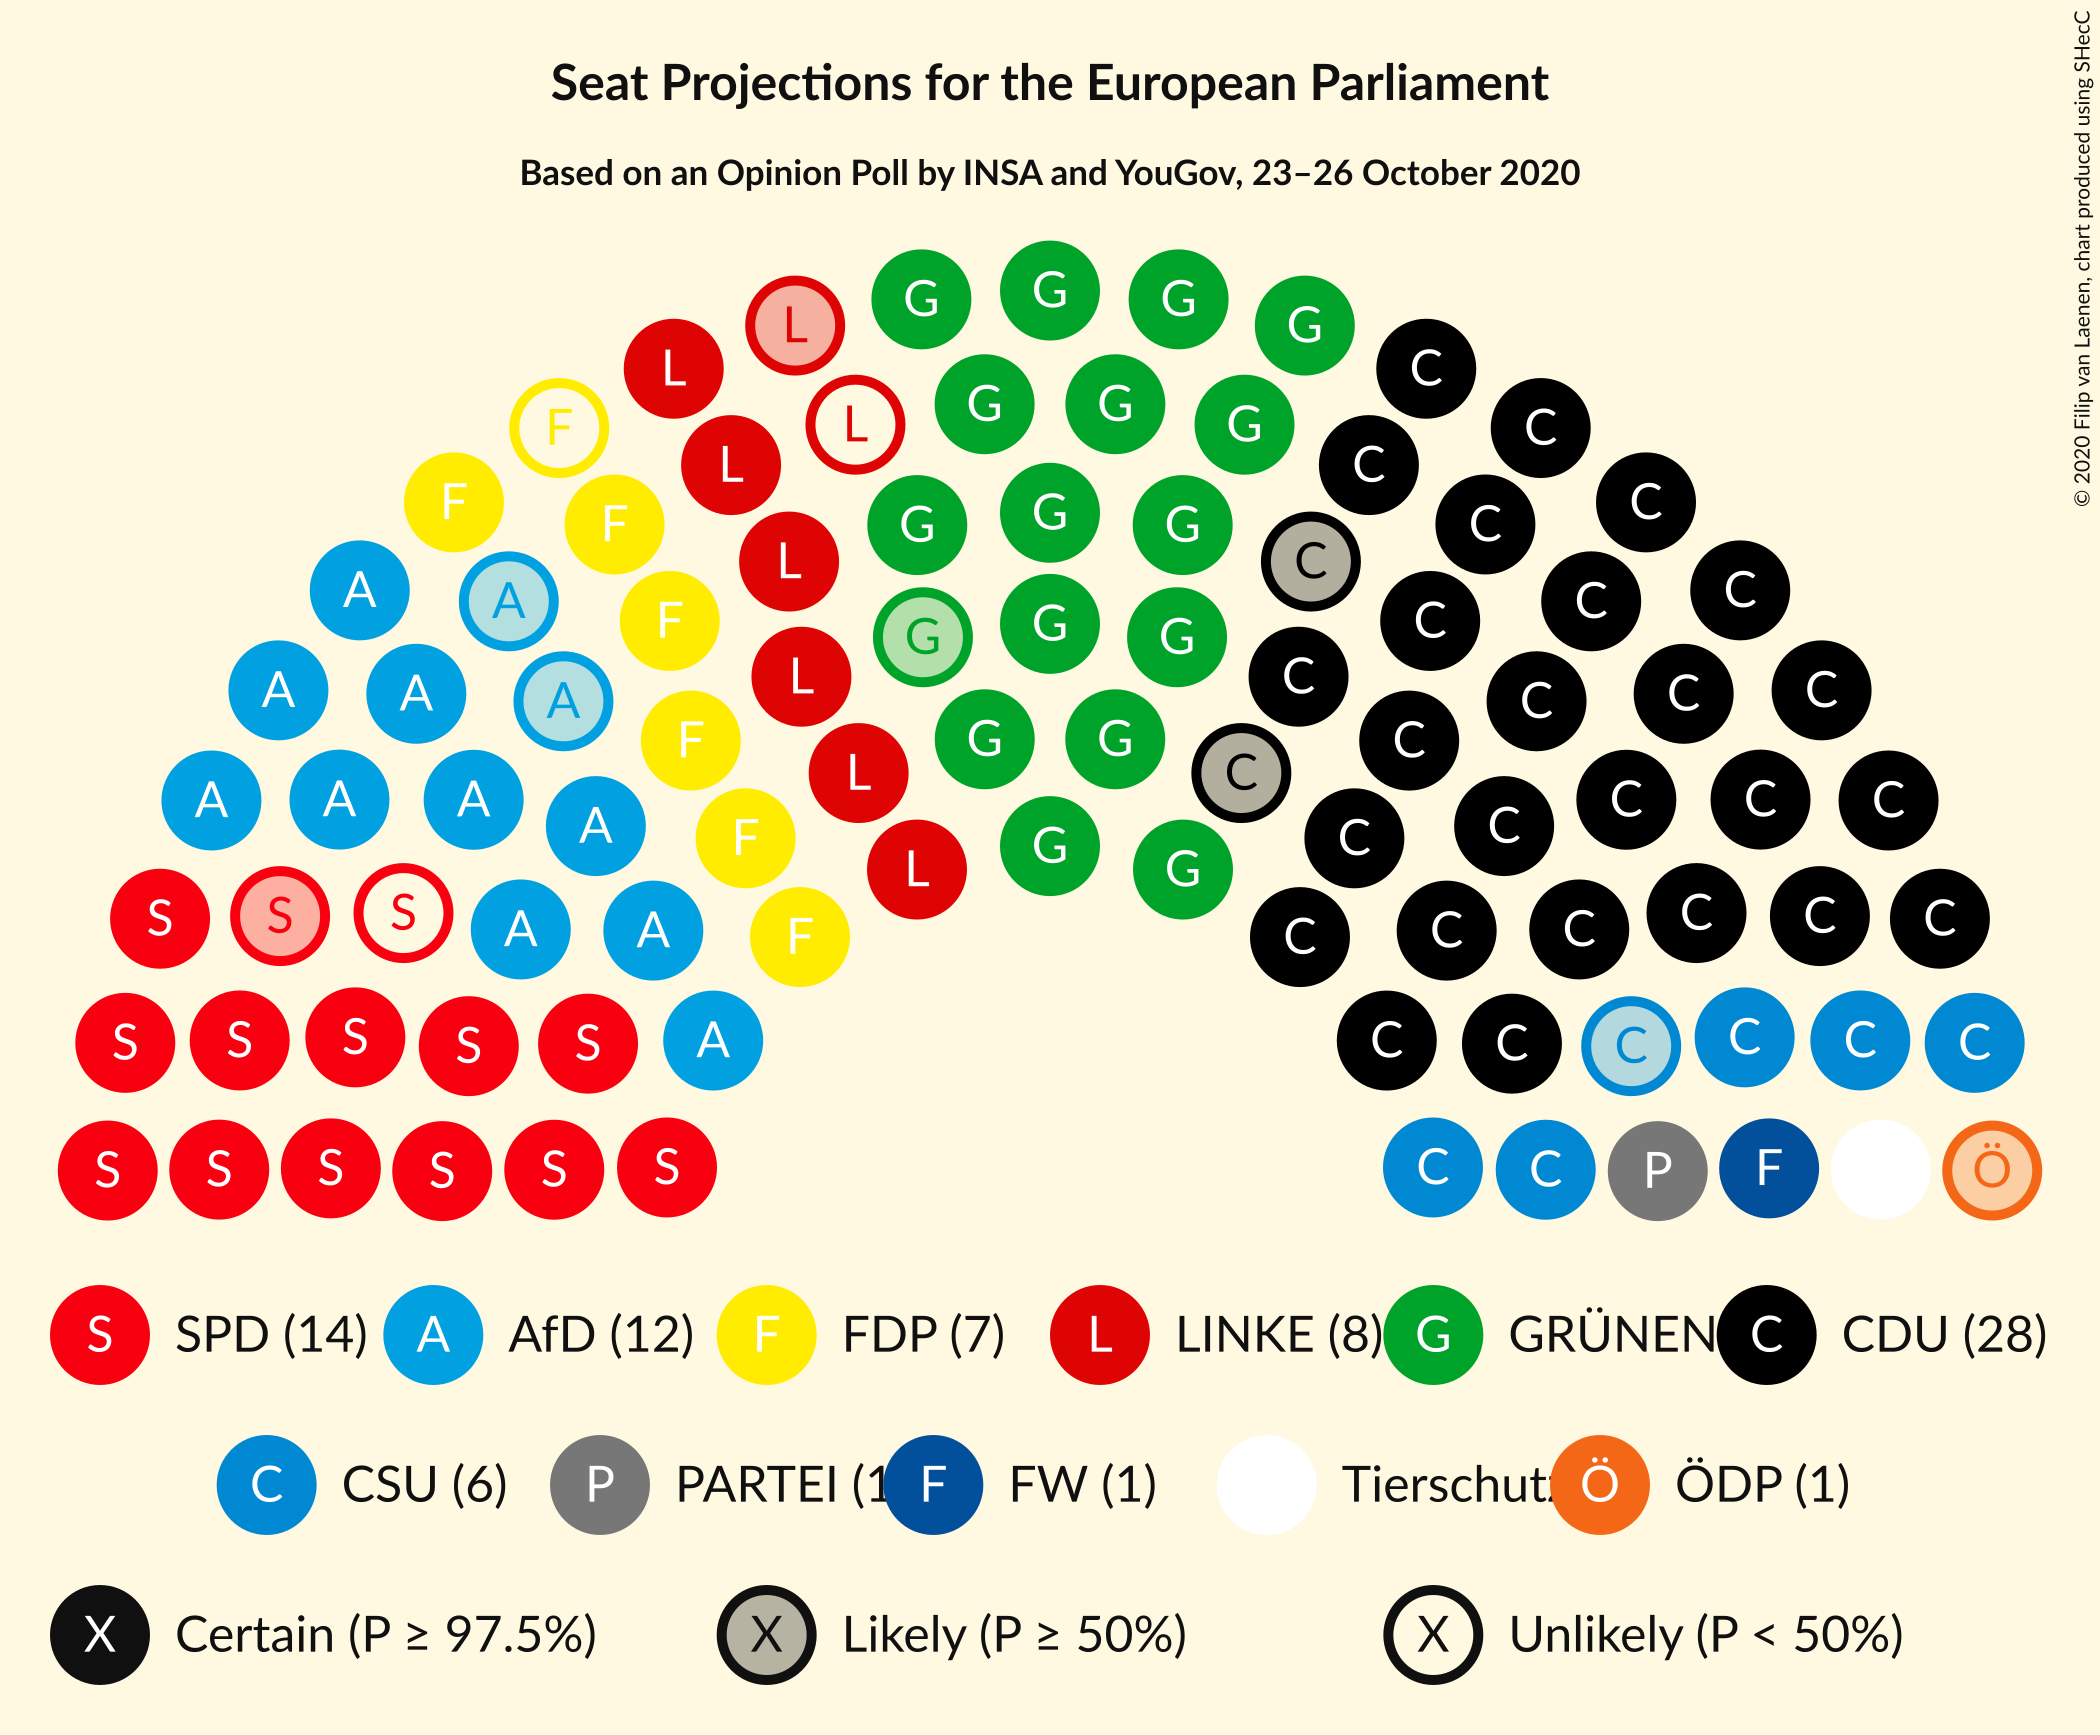 © 2020 Filip van Laenen, chart produced using SHecC
Seat Projections for the European Parliament
Based on an Opinion Poll by INSA and YouGov, 23–26 October 2020
L G G G G
L C
F L G G G C
L C
F F G G G C C
A A L C C C
F G G G C
A A A L C C C C
F G G C
A A A L C C C C
A F G C C
L G
S S S A A F C C C C C C
S S S S S A C C C C C C
S S S S S S C C P F Ö
S SPD (14) A AfD (12) F FDP (7) L LINKE (8) G GRÜNEN C CDU (28)
C CSU (6) P PARTEI (1 F FW (1) Tierschutz Ö ÖDP (1)
X Certain (P ≥ 97.5%) X Likely (P ≥ 50%) X Unlikely (P < 50%)